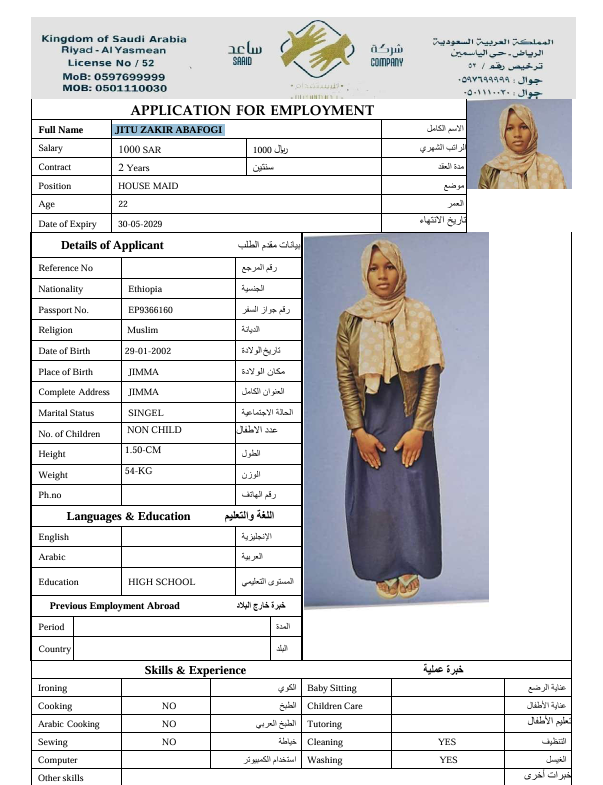 Kingdom of Saudi Arabia
Riyad - Al Yasmean
License No / 52
MoB: 0597699999
MOB: 0501110030
ساعد
SAAID
شركة
COMPANY
المملكة العربية السعودية
الرياض - حى الياسمين
ترخيص رقم / ٥٢
جوال : ٠٥٩٧٦٩٩٩٩٩
جوال : ٠٥٠١١١٠٠٣٠
APPLICATION FOR EMPLOYMENT
Full Name JITU ZAKIR ABAFOGI الاسم الكامل
Salary 1000 SAR 1000 ريال الراتب الشهري
Contract 2 Years سنتين مدة العقد
Position HOUSE MAID موضع
Age 22 العمر
Date of Expiry 30-05-2029 تاريخ الانتهاء
Details of Applicant بيانات مقدم الطلب
Reference No رقم المرجع
Nationality Ethiopia الجنسية
Passport No. EP9366160 رقم جواز السفر
Religion Muslim الديانة
Date of Birth 29-01-2002 تاريخ الولادة
Place of Birth JIMMA مكان الولادة
Complete Address JIMMA العنوان الكامل
Marital Status SINGEL الحالة الاجتماعية
No. of Children NON CHILD عدد الاطفال
Height 1.50-CM الطول
Weight 54-KG الوزن
Ph.no رقم الهاتف
Languages & Education اللغة والتعليم
English الإنجليزية
Arabic العربية
Education HIGH SCHOOL المستوى التعليمي
Previous Employment Abroad خبرة خارج البلاد
Period المدة
Country البلد
Skills & Experience خبرة عملية
Ironing الكوي Baby Sitting عناية الرضع
Cooking NO الطبخ Children Care عناية الأطفال
Arabic Cooking NO الطبخ العربي Tutoring تعليم الأطفال
Sewing NO خياطة Cleaning YES التنظيف
Computer استخدام الكمبيوتر Washing YES الغيسل
Other skills خبرات أخرى